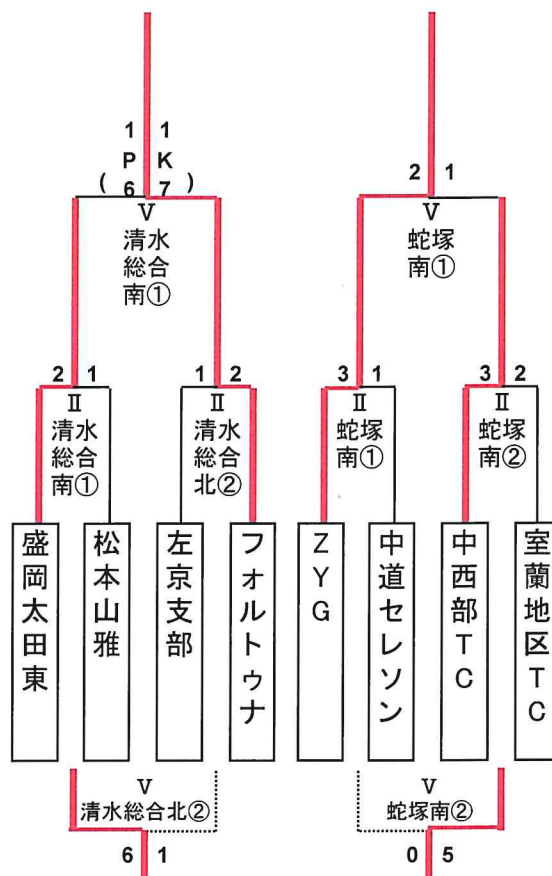 1 1
P K
( 6 7 )
2 1
V
清水
総合
南①
V
蛇塚
南①
2 1
1 2
3 1
3 2
II
清水
総合
南①
II
清水
総合
北②
II
蛇塚
南①
II
蛇塚
南②
盛岡太田東
松本山雅
左京支部
フォルトゥナ
ZYG
中道セレソン
中西部TC
室蘭地区TC
V
清水総合北②
V
蛇塚南②
6 1
0 5